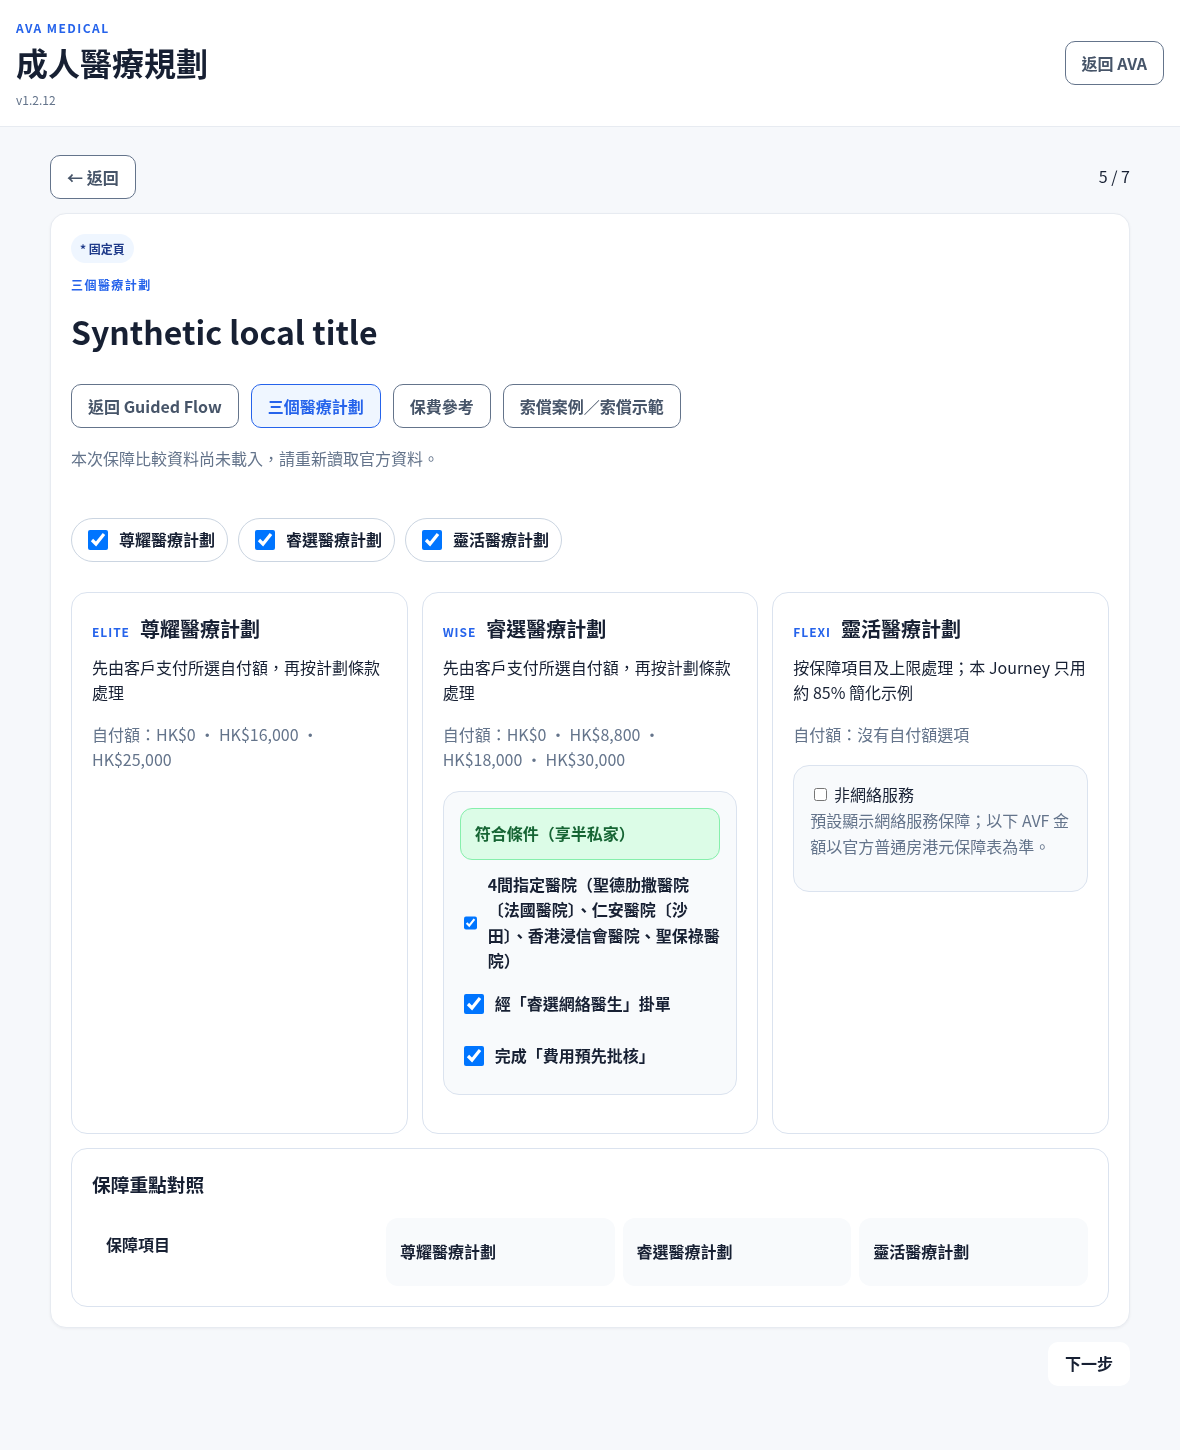 AVA MEDICAL
成人醫療規劃
v1.2.12
返回 AVA
← 返回
5 / 7
* 固定頁
三個醫療計劃
Synthetic local title
返回 Guided Flow
三個醫療計劃
保費參考
索償案例／索償示範
本次保障比較資料尚未載入，請重新讀取官方資料。
尊耀醫療計劃
睿選醫療計劃
靈活醫療計劃
ELITE 尊耀醫療計劃
先由客戶支付所選自付額，再按計劃條款
處理
自付額：HK$0 · HK$16,000 ·
HK$25,000
WISE 睿選醫療計劃
先由客戶支付所選自付額，再按計劃條款
處理
自付額：HK$0 · HK$8,800 ·
HK$18,000 · HK$30,000
符合條件（享半私家）
4間指定醫院（聖德肋撒醫院
〔法國醫院〕、仁安醫院〔沙
田〕、香港浸信會醫院、聖保祿醫
院）
經「睿選網絡醫生」掛單
完成「費用預先批核」
FLEXI 靈活醫療計劃
按保障項目及上限處理；本 Journey 只用
約 85% 簡化示例
自付額：沒有自付額選項
非網絡服務
預設顯示網絡服務保障；以下 AVF 金
額以官方普通房港元保障表為準。
保障重點對照
保障項目
尊耀醫療計劃
睿選醫療計劃
靈活醫療計劃
下一步